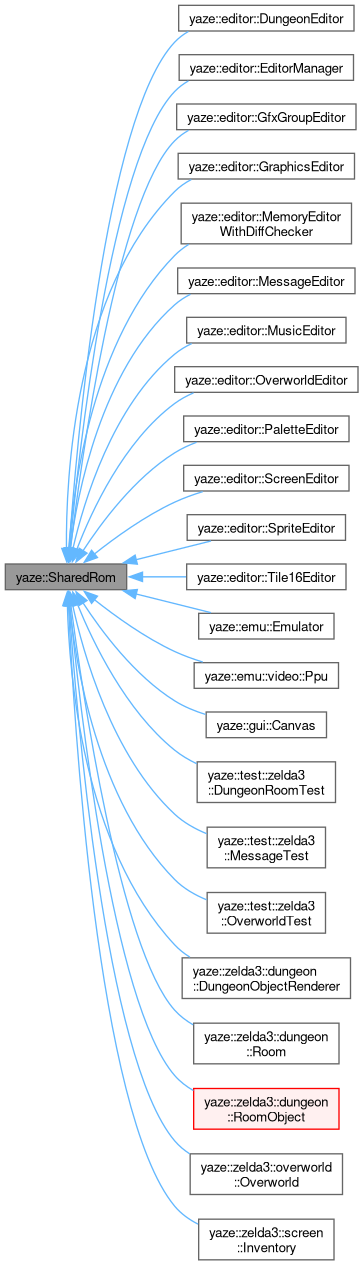 yaze::editor::DungeonEditor
yaze::editor::EditorManager
yaze::editor::GfxGroupEditor
yaze::editor::GraphicsEditor
yaze::editor::MemoryEditor
WithDiffChecker
yaze::editor::MessageEditor
yaze::editor::MusicEditor
yaze::editor::OverworldEditor
yaze::editor::PaletteEditor
yaze::editor::ScreenEditor
yaze::editor::SpriteEditor
yaze::SharedRom
yaze::editor::Tile16Editor
yaze::emu::Emulator
yaze::emu::video::Ppu
yaze::gui::Canvas
yaze::test::zelda3
::DungeonRoomTest
yaze::test::zelda3
::MessageTest
yaze::test::zelda3
::OverworldTest
yaze::zelda3::dungeon
::DungeonObjectRenderer
yaze::zelda3::dungeon
::Room
yaze::zelda3::dungeon
::RoomObject
yaze::zelda3::overworld
::Overworld
yaze::zelda3::screen
::Inventory